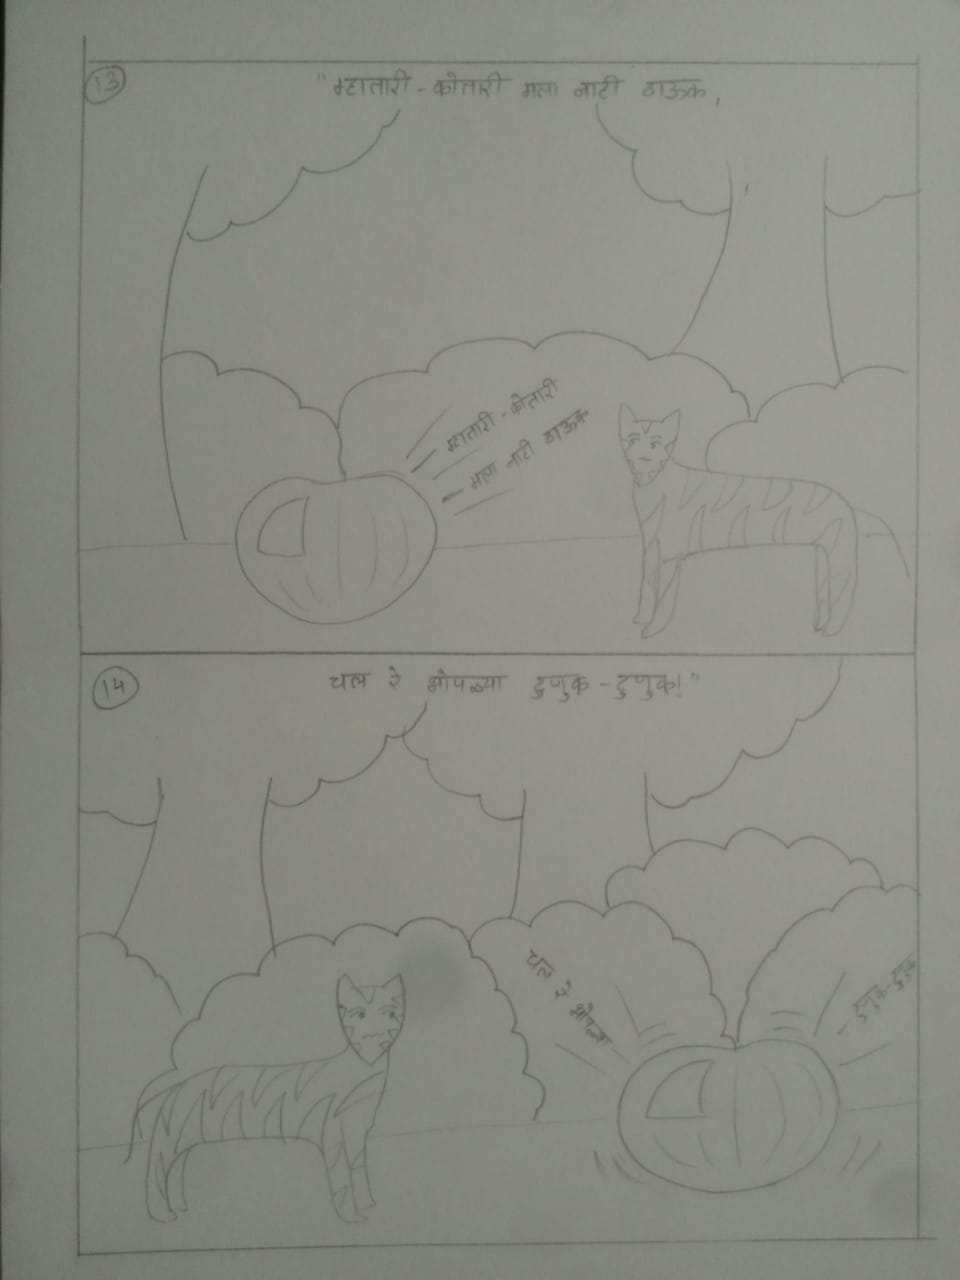 13
"म्हातारी - कोतारी मला नाही ठाऊक,
म्हातारी - कोतारी
मला नाही ठाऊक
14
चल रे भोपळ्या टुणुक - टुणुक!"
चल रे भोपळ्या
टुणुक-टुणुक